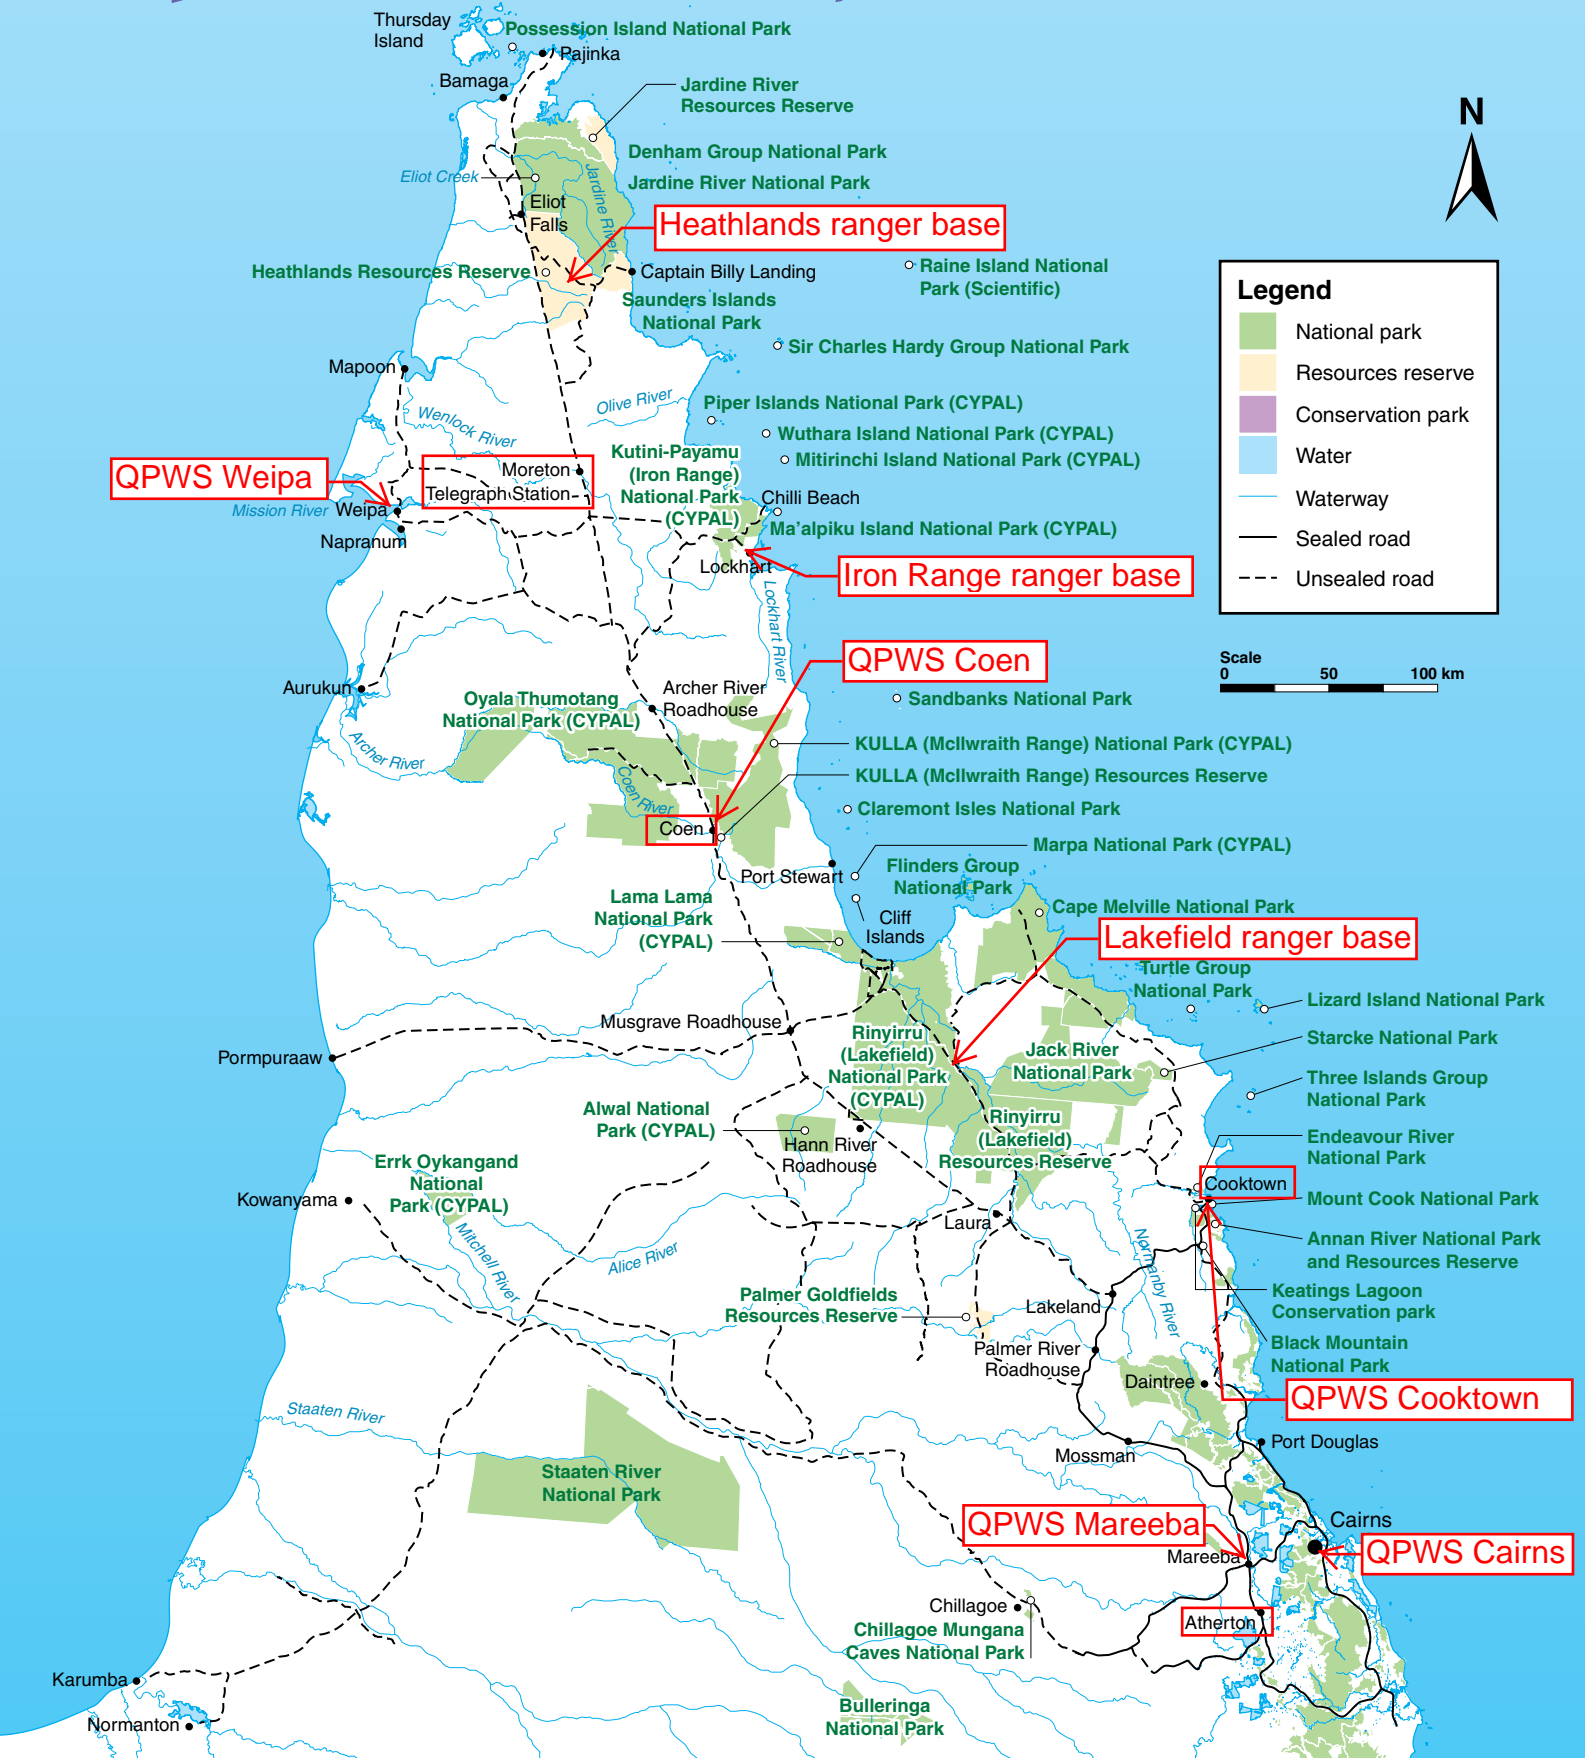 Thursday
Island
Possession Island National Park
Pajinka
Bamaga
Jardine River
Resources Reserve
N
Denham Group National Park
Eliot Creek
Jardine River National Park
Jardine River
Eliot
Falls
Heathlands ranger base
Heathlands Resources Reserve
Captain Billy Landing
Raine Island National
Park (Scientific)
Saunders Islands
National Park
Sir Charles Hardy Group National Park
Legend
National park
Resources reserve
Conservation park
Water
Waterway
Sealed road
Unsealed road
Mapoon
Wenlock River
Olive River
Piper Islands National Park (CYPAL)
Wuthara Island National Park (CYPAL)
Mitirinchi Island National Park (CYPAL)
Kutini-Payamu
(Iron Range)
National Park
(CYPAL)
QPWS Weipa
Moreton
Telegraph Station
Chilli Beach
Mission River
Weipa
Napranum
Ma'alpiku Island National Park (CYPAL)
Lockhart
Iron Range ranger base
Lockhart River
QPWS Coen
Scale
0 50 100 km
Aurukun
Archer River
Roadhouse
Sandbanks National Park
Oyala Thumotang
National Park (CYPAL)
Archer River
KULLA (McIlwraith Range) National Park (CYPAL)
KULLA (McIlwraith Range) Resources Reserve
Coen River
Claremont Isles National Park
Coen
Marpa National Park (CYPAL)
Port Stewart
Flinders Group
National Park
Lama Lama
National Park
(CYPAL)
Cliff
Islands
Cape Melville National Park
Lakefield ranger base
Turtle Group
National Park
Lizard Island National Park
Musgrave Roadhouse
Rinyirru
(Lakefield)
National Park
(CYPAL)
Jack River
National Park
Starcke National Park
Pormpuraaw
Three Islands Group
National Park
Alwal National
Park (CYPAL)
Hann River
Roadhouse
Rinyirru
(Lakefield)
Resources Reserve
Endeavour River
National Park
Errk Oykangand
National
Park (CYPAL)
Cooktown
Kowanyama
Mount Cook National Park
Laura
Mitchell River
Alice River
Normanby River
Annan River National Park
and Resources Reserve
Keatings Lagoon
Conservation park
Palmer Goldfields
Resources Reserve
Lakeland
Black Mountain
National Park
Palmer River
Roadhouse
Daintree
QPWS Cooktown
Staaten River
Port Douglas
Mossman
Staaten River
National Park
QPWS Mareeba
Cairns
Mareeba
QPWS Cairns
Chillagoe
Atherton
Chillagoe Mungana
Caves National Park
Karumba
Bulleringa
National Park
Normanton